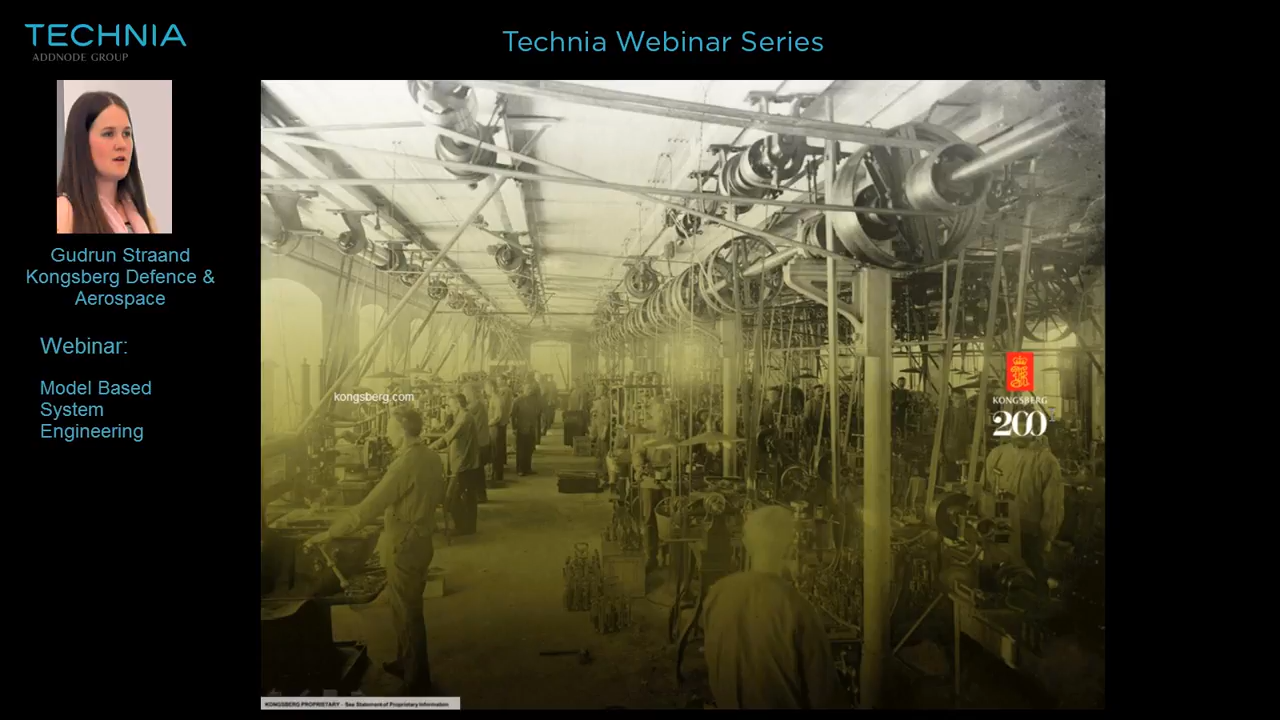 TECHNIA
ADDNODE GROUP
Technia Webinar Series
Gudrun Straand
Kongsberg Defence &
Aerospace
Webinar:
Model Based
System
Engineering
kongsberg.com
KONGSBERG
200
KONGSBERG PROPRIETARY - See Statement of Proprietary Information